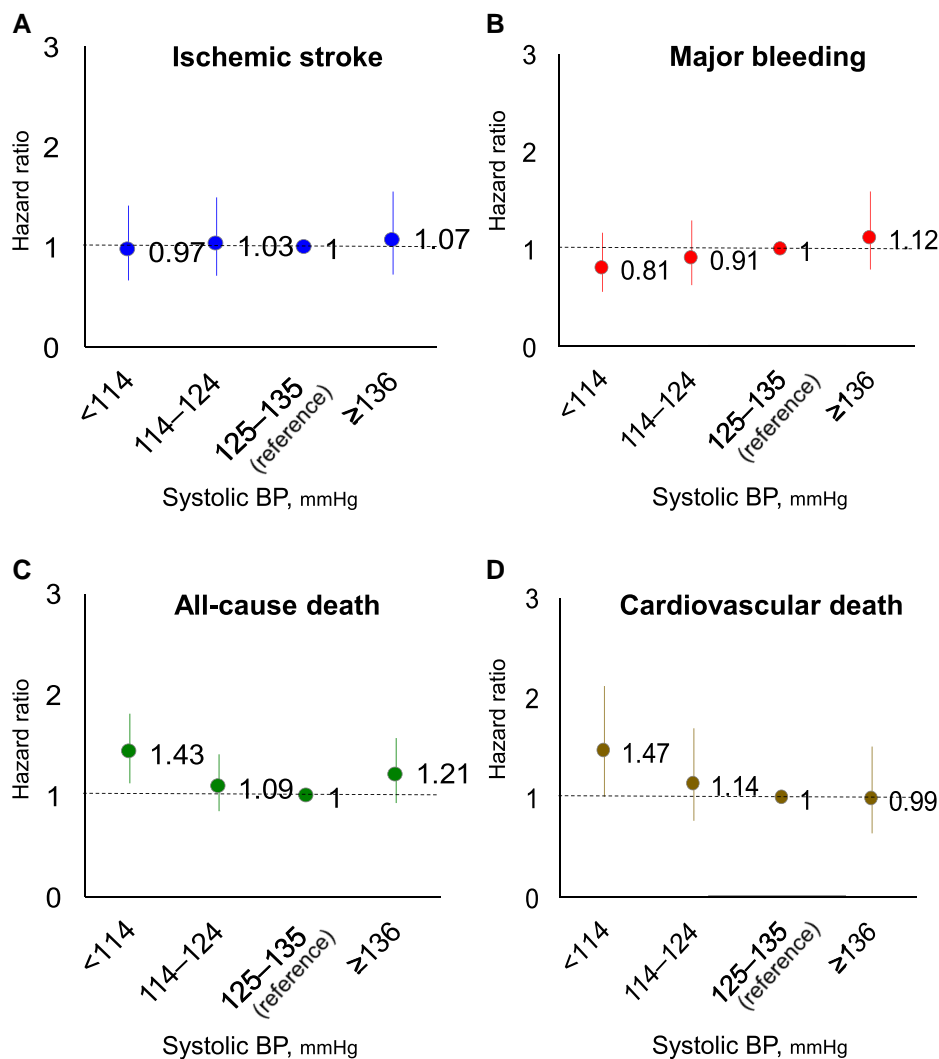 A
Ischemic stroke
Hazard ratio
3
2
1
0
0.97
1.03
1
1.07
<114
114–124
125–135
(reference)
≥136
Systolic BP, mmHg
B
Major bleeding
Hazard ratio
3
2
1
0
0.81
0.91
1
1.12
<114
114–124
125–135
(reference)
≥136
Systolic BP, mmHg
C
All-cause death
Hazard ratio
3
2
1
0
1.43
1.09
1
1.21
<114
114–124
125–135
(reference)
≥136
Systolic BP, mmHg
D
Cardiovascular death
Hazard ratio
3
2
1
0
1.47
1.14
1
0.99
<114
114–124
125–135
(reference)
≥136
Systolic BP, mmHg